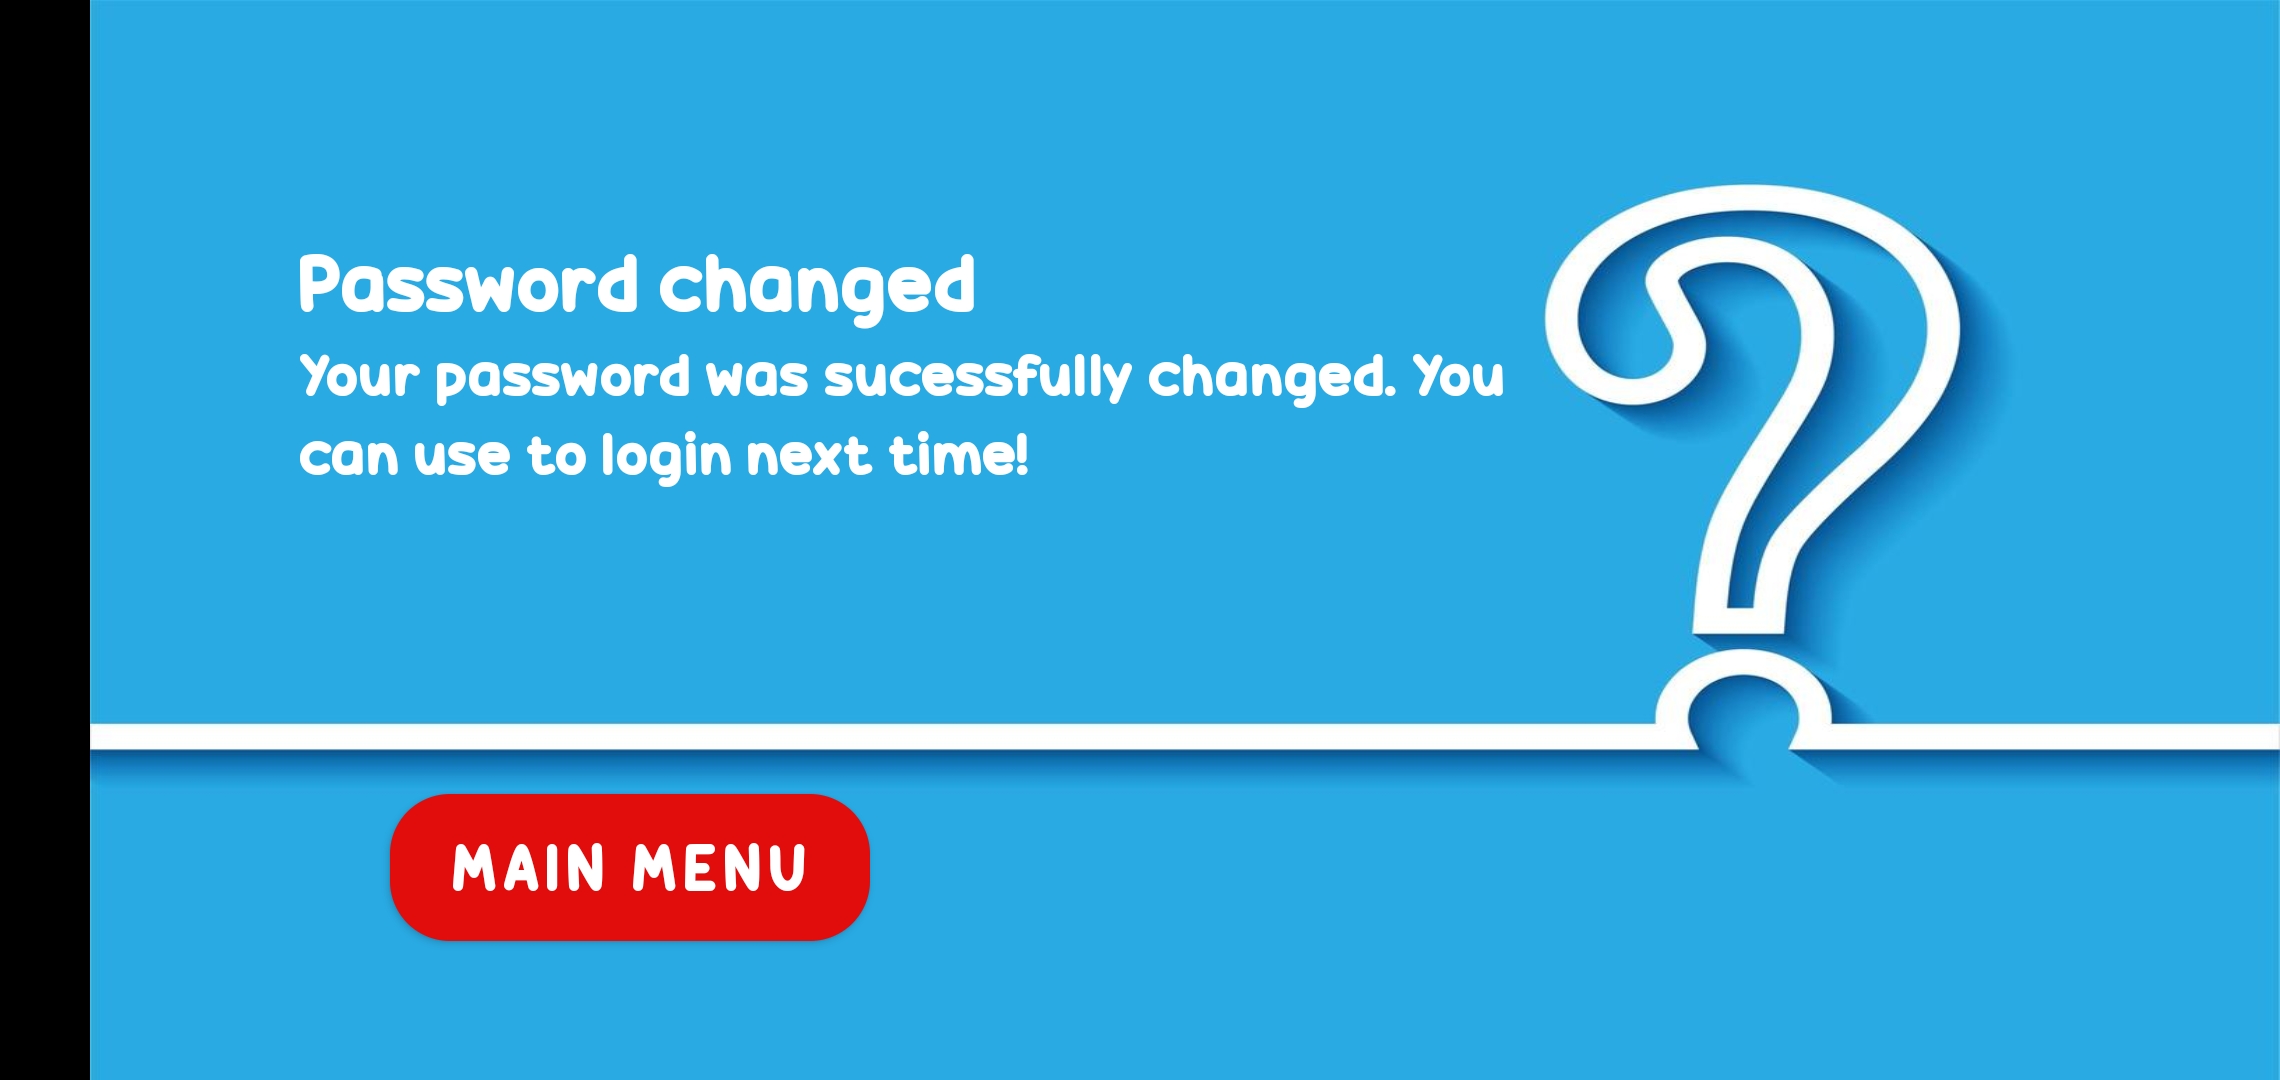 Password changed
Your password was sucessfully changed. You
can use to login next time!
MAIN MENU